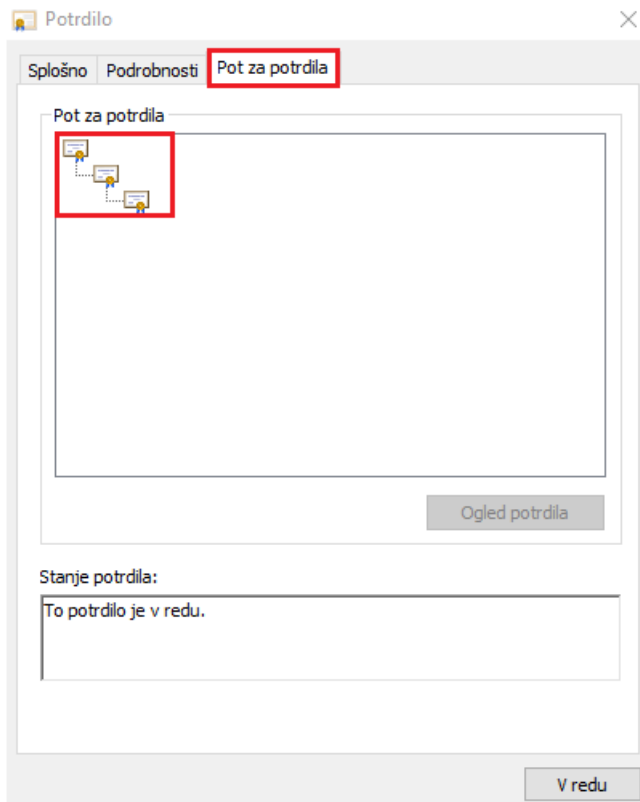 Potrdilo
Splošno Podrobnosti Pot za potrdila
Pot za potrdila
Ogled potrdila
Stanje potrdila:
To potrdilo je v redu.
V redu